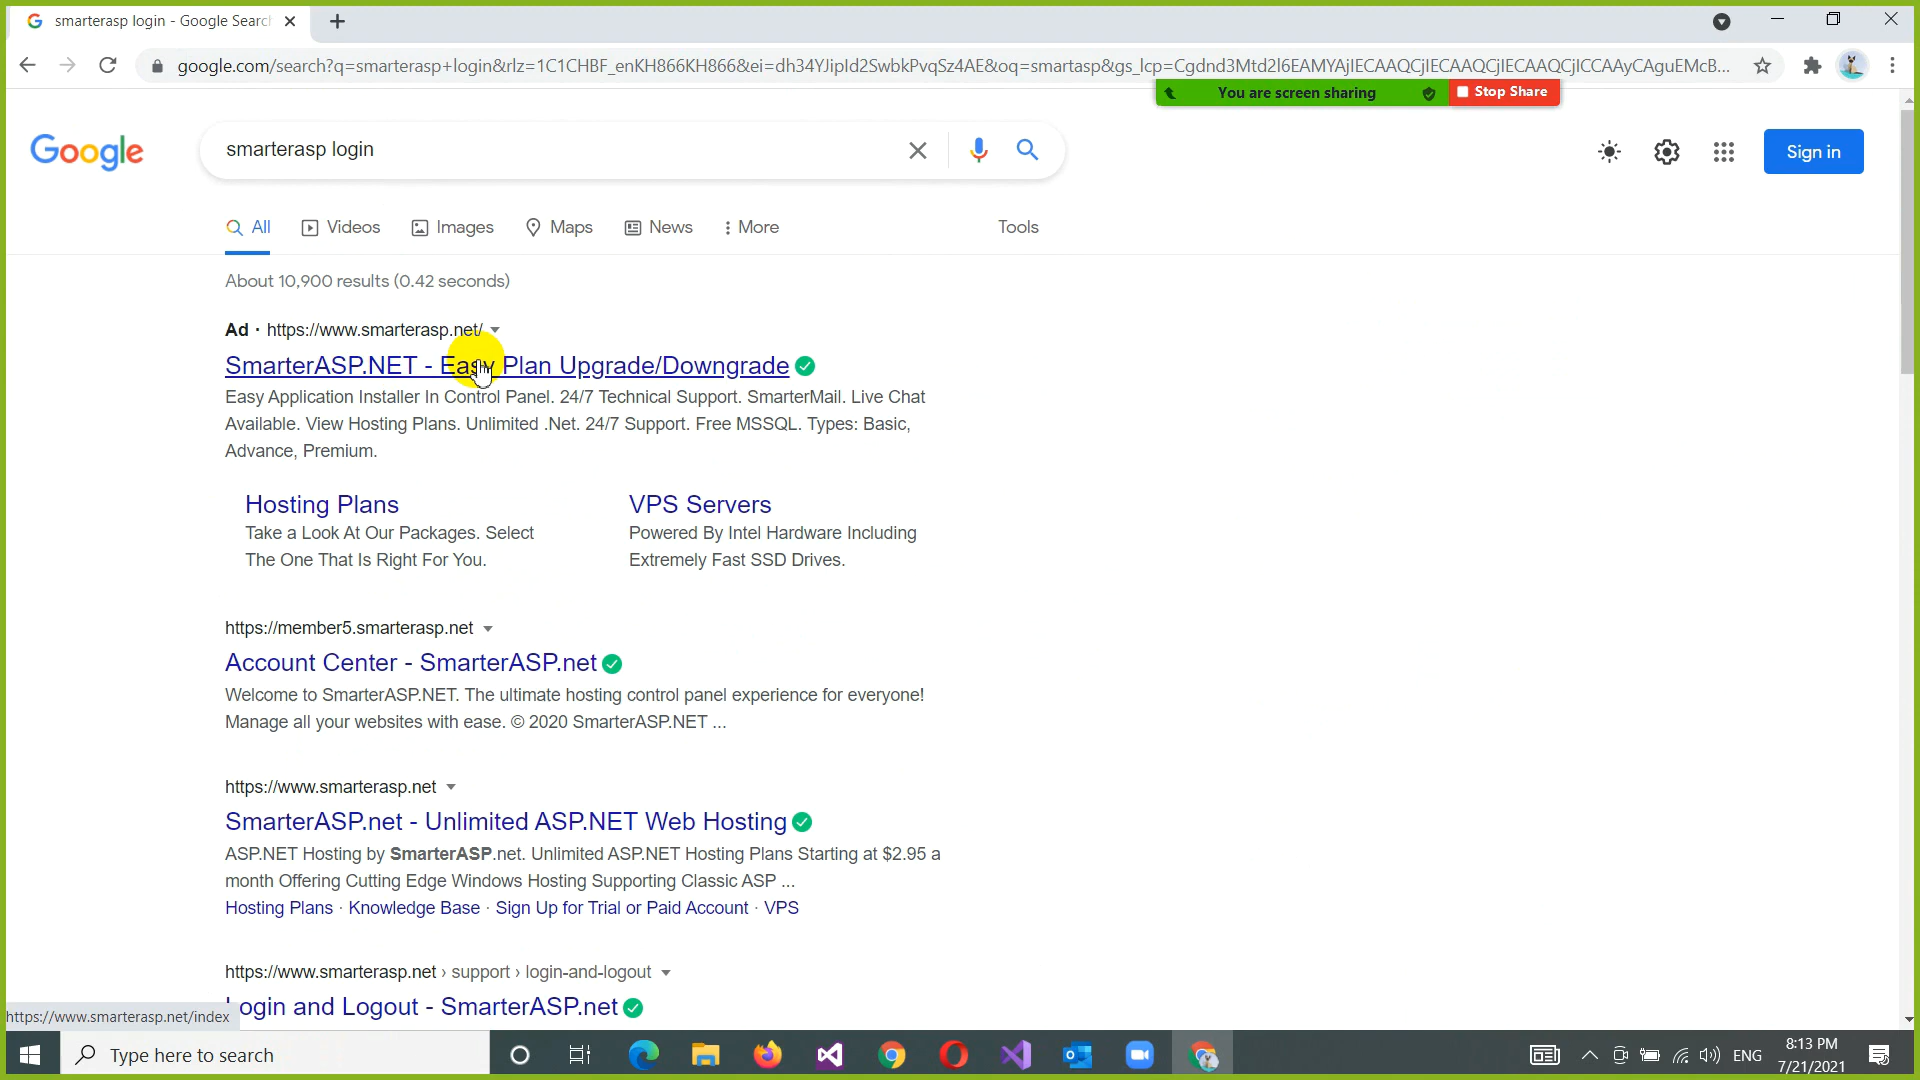 smarterasp login - Google Search
google.com/search?q=smarterasp+login&rlz=1C1CHBF_enKH866KH866&ei=dh34YJipId2SwbkPvqSz4AE&oq=smartasp&gs_lcp=Cgdnd3Mtd2l6EAMYAjIECAAQCjIECAAQCjIECAAQCjICCAAyCAguEMcB...
You are screen sharing
Stop Share
Google
smarterasp login
Sign in
All Videos Images Maps News More Tools
About 10,900 results (0.42 seconds)
Ad · https://www.smarterasp.net/
SmarterASP.NET - Easy Plan Upgrade/Downgrade
Easy Application Installer In Control Panel. 24/7 Technical Support. SmarterMail. Live Chat
Available. View Hosting Plans. Unlimited .Net. 24/7 Support. Free MSSQL. Types: Basic,
Advance, Premium.
Hosting Plans
Take a Look At Our Packages. Select
The One That Is Right For You.
VPS Servers
Powered By Intel Hardware Including
Extremely Fast SSD Drives.
https://member5.smarterasp.net
Account Center - SmarterASP.net
Welcome to SmarterASP.NET. The ultimate hosting control panel experience for everyone!
Manage all your websites with ease. © 2020 SmarterASP.NET ...
https://www.smarterasp.net
SmarterASP.net - Unlimited ASP.NET Web Hosting
ASP.NET Hosting by SmarterASP.net. Unlimited ASP.NET Hosting Plans Starting at $2.95 a
month Offering Cutting Edge Windows Hosting Supporting Classic ASP ...
Hosting Plans · Knowledge Base · Sign Up for Trial or Paid Account · VPS
https://www.smarterasp.net › support › login-and-logout
Login and Logout - SmarterASP.net
https://www.smarterasp.net/index
Type here to search
ENG
8:13 PM
7/21/2021